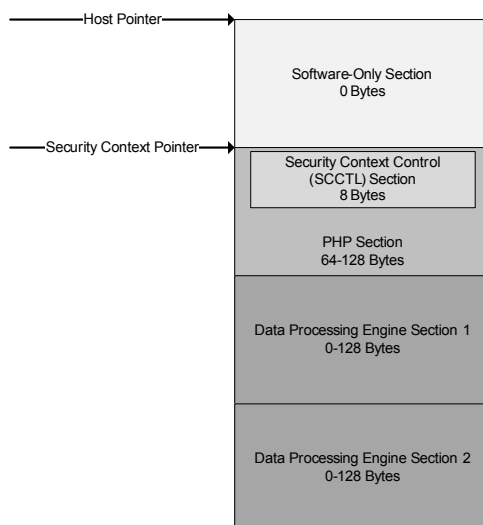 Host Pointer
Software-Only Section
0 Bytes
Security Context Pointer
Security Context Control
(SCCTL) Section
8 Bytes
PHP Section
64-128 Bytes
Data Processing Engine Section 1
0-128 Bytes
Data Processing Engine Section 2
0-128 Bytes